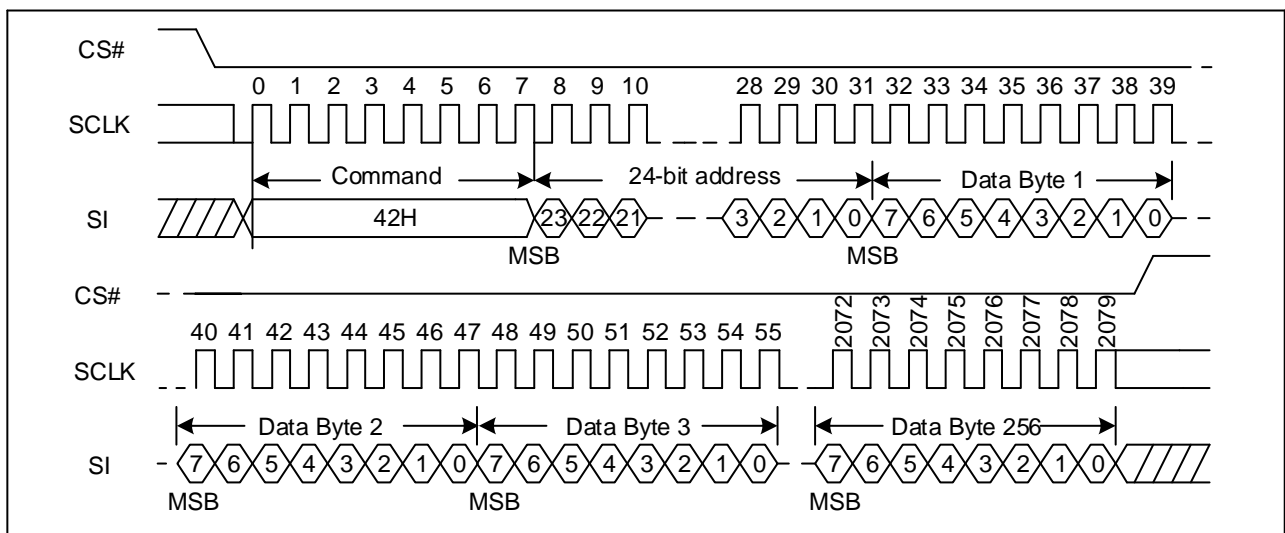 CS#
0 1 2 3 4 5 6 7 8 9 10 28 29 30 31 32 33 34 35 36 37 38 39
SCLK
Command 24-bit address Data Byte 1
SI 42H 23 22 21 3 2 1 0 7 6 5 4 3 2 1 0
MSB MSB
CS#
40 41 42 43 44 45 46 47 48 49 50 51 52 53 54 55 2072 2073 2074 2075 2076 2077 2078 2079
SCLK
Data Byte 2 Data Byte 3 Data Byte 256
SI 7 6 5 4 3 2 1 0 7 6 5 4 3 2 1 0 7 6 5 4 3 2 1 0
MSB MSB MSB